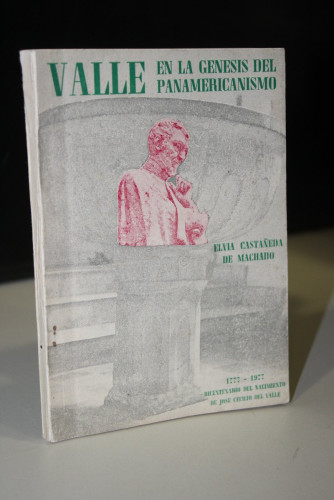 VALLE EN LA GENESIS DEL
PANAMERICANISMO
ELVIA CASTAÑEDA
DE MACHADO
1777 - 1977
BICENTENARIO DEL NACIMIENTO
DE JOSE CECILIO DEL VALLE